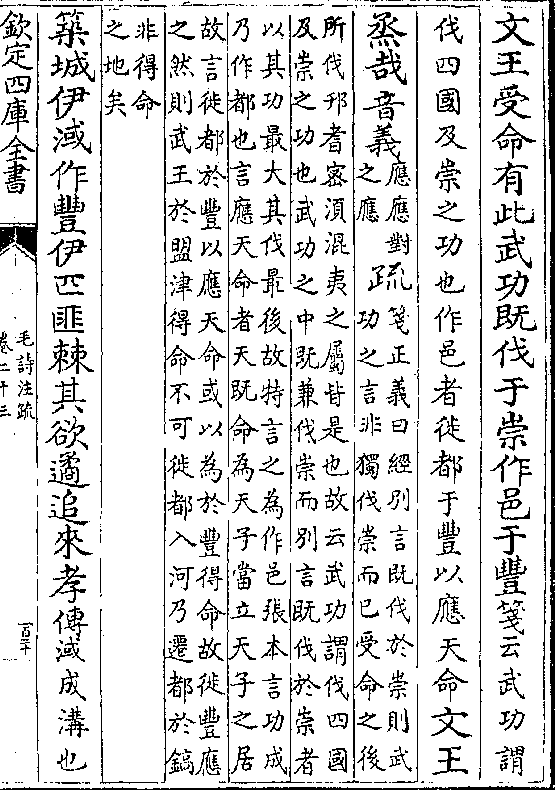 文王受命有此武功既伐于崇作邑于豐箋云武功謂
伐四國及崇之功也作邑者徙都于豐以應天命文王
烝哉音義應應對之應疏箋正義曰經別言既伐於崇則武
功之言非獨伐崇而已受命之後
所伐邘耆密須混夷之屬皆是也故云武功謂伐四國
及崇之功也武功之中既兼伐崇而別言既伐於崇者
以其功最大其伐最後故特言之為作邑張本言功成
乃作都也言應天命者天既命為天子當立天子之居
故言徙都於豐以應天命或以為於豐得命故徙豐應
之然則武王於盟津得命不可徙都入河乃遷都於鎬
非得命
之地矣
築城伊淢作豐伊匹匪棘其欲遹追來孝傳淢成溝也
欽定四庫全書
毛詩注疏
卷二十三